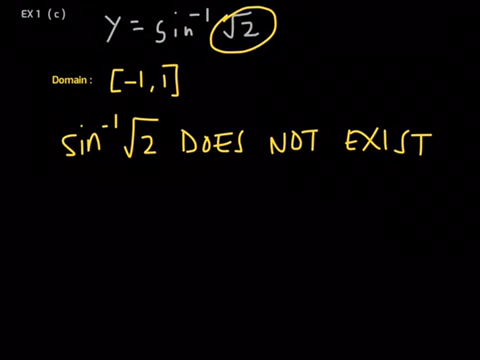 EX 1 (c)
Y = sin⁻¹ √2
Domain : [-1, 1]
sin⁻¹ √2 DOES NOT EXIST